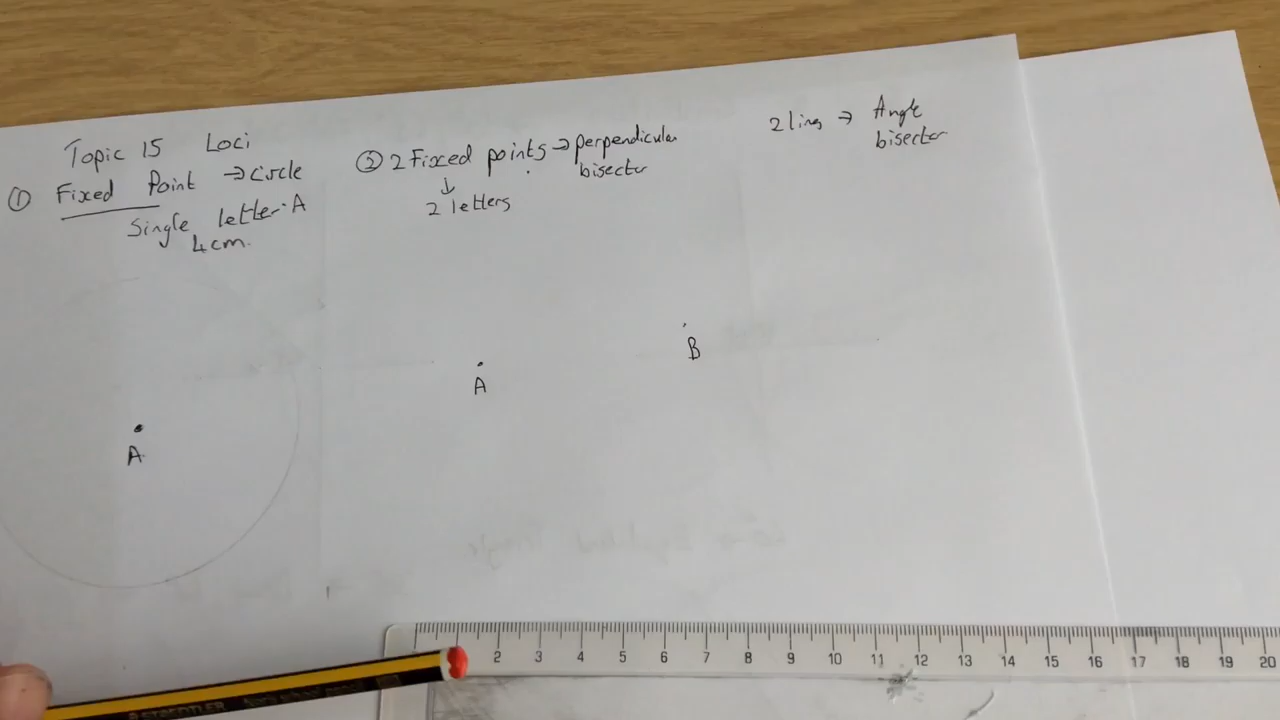 Topic 15 Loci
① Fixed Point → circle
Single letter A
4cm.
② 2 Fixed points → perpendicular
bisector
↓
2 letters
2 lines → Angle
bisector
A
A
B
2 3 4 5 6 7 8 9 10 11 12 13 14 15 16 17 18 19 20
STAEDTLER